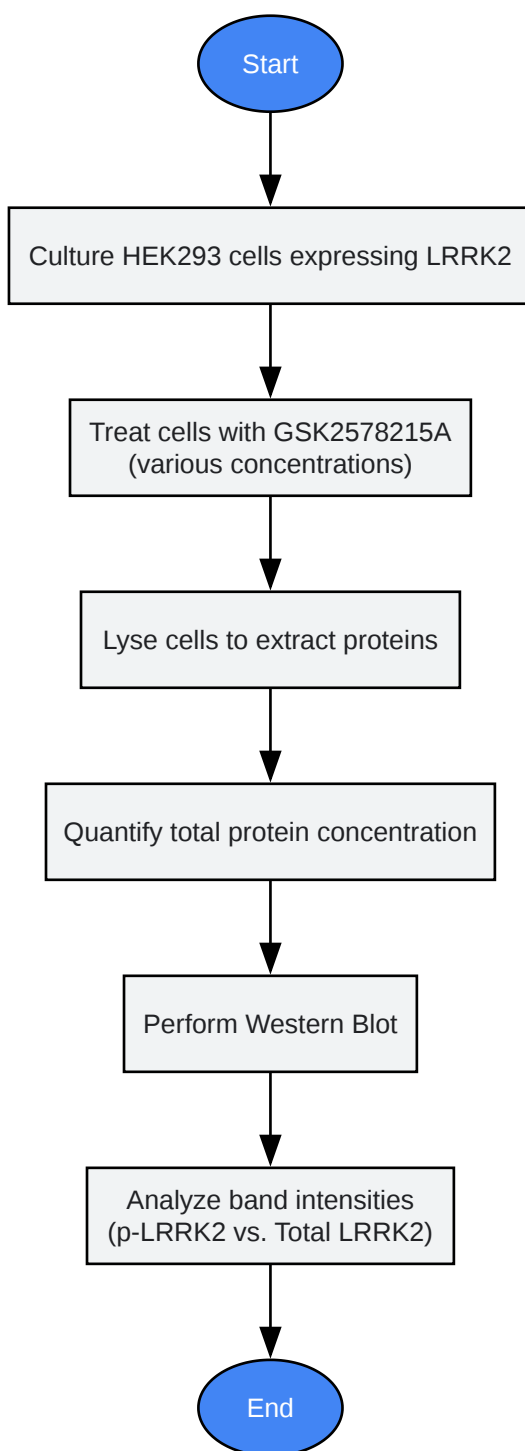 Start
Culture HEK293 cells expressing LRRK2
Treat cells with GSK2578215A
(various concentrations)
Lyse cells to extract proteins
Quantify total protein concentration
Perform Western Blot
Analyze band intensities
(p-LRRK2 vs. Total LRRK2)
End